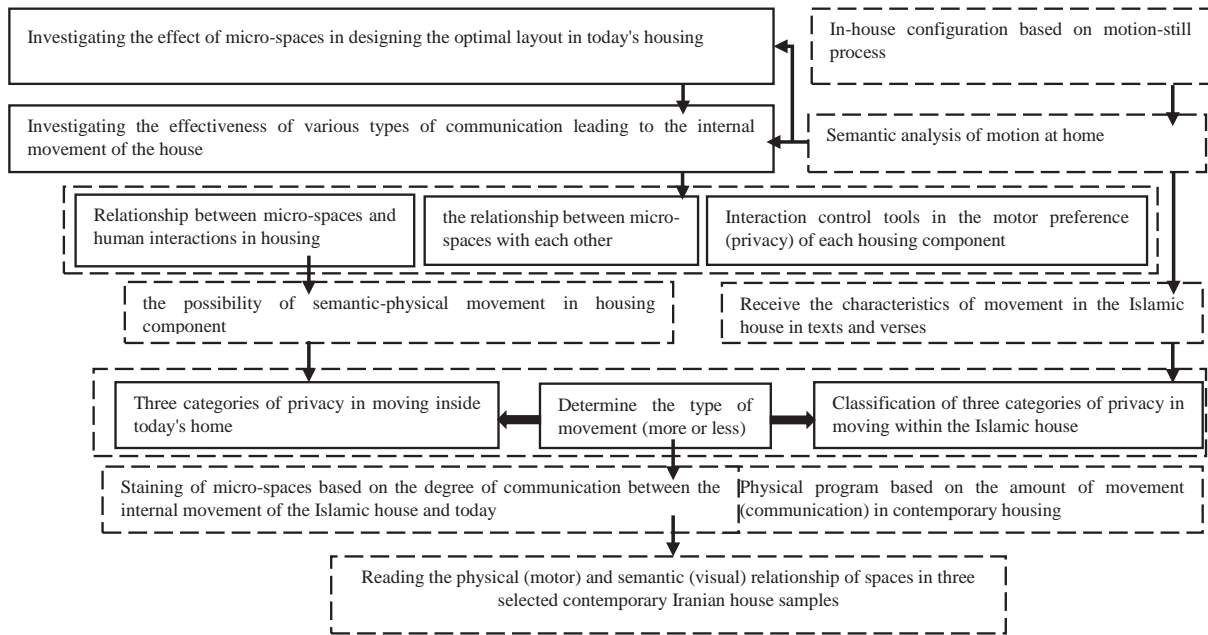 Investigating the effect of micro-spaces in designing the optimal layout in today's housing
In-house configuration based on motion-still
process
Investigating the effectiveness of various types of communication leading to the internal
movement of the house
Semantic analysis of motion at home
Relationship between micro-spaces and
human interactions in housing
the relationship between micro-
spaces with each other
Interaction control tools in the motor preference
(privacy) of each housing component
the possibility of semantic-physical movement in housing
component
Receive the characteristics of movement in the Islamic
house in texts and verses
Three categories of privacy in moving inside
today's home
Determine the type of
movement (more or less)
Classification of three categories of privacy in
moving within the Islamic house
Staining of micro-spaces based on the degree of communication between the
internal movement of the Islamic house and today
Physical program based on the amount of movement
(communication) in contemporary housing
Reading the physical (motor) and semantic (visual) relationship of spaces in three
selected contemporary Iranian house samples